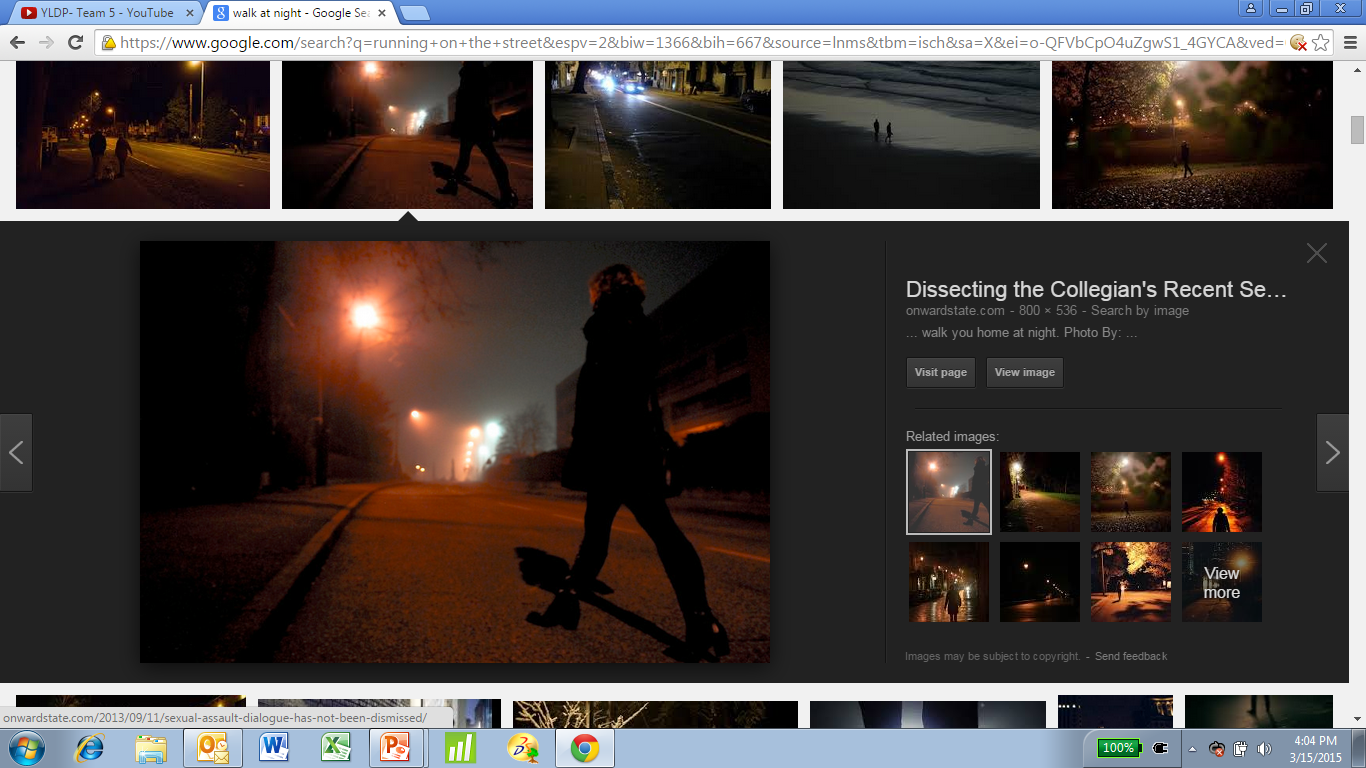 YLDP- Team 5 - YouTube
walk at night - Google Sea
https://www.google.com/search?q=running+on+the+street&espv=2&biw=1366&bih=667&source=lnms&tbm=isch&sa=X&ei=o-QFVbCpO4uZgwS1_4GYCA&ved=
Dissecting the Collegian's Recent Se…
onwardstate.com - 800 × 536 - Search by image
... walk you home at night. Photo By: ...
Visit page
View image
Related images:
View
more
Images may be subject to copyright. - Send feedback
onwardstate.com/2013/09/11/sexual-assault-dialogue-has-not-been-dismissed/
100%
4:04 PM
3/15/2015